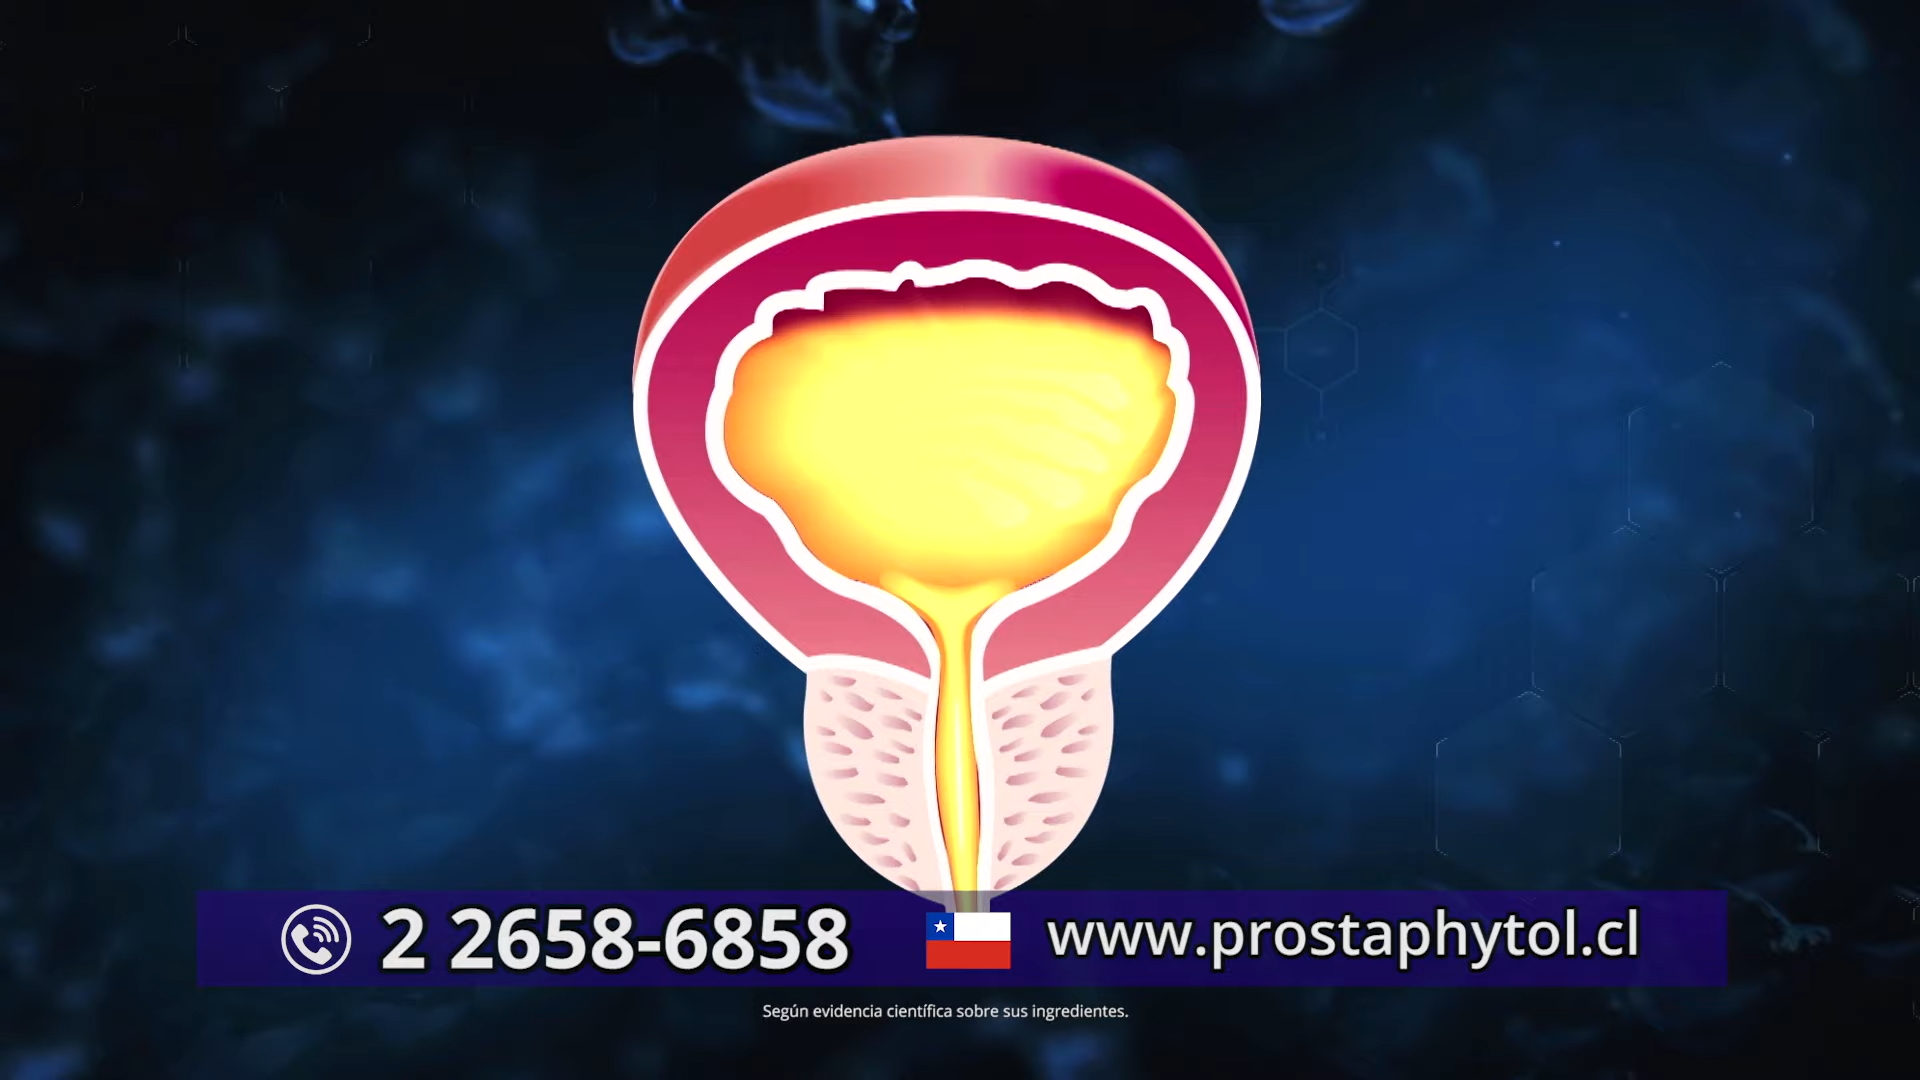 2 2658-6858
www.prostaphytol.cl
Según evidencia científica sobre sus ingredientes.